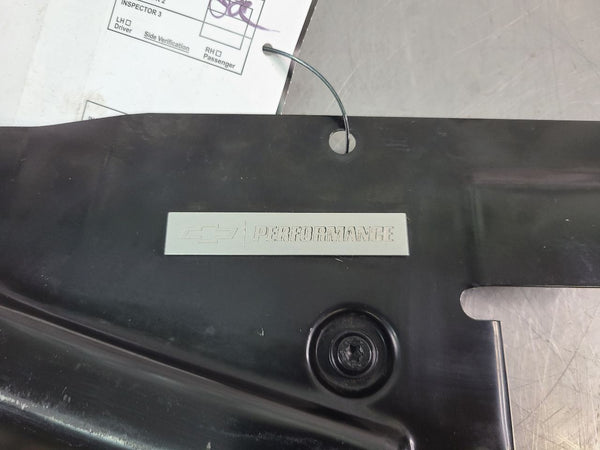 INSPECTOR 3
LH
Driver
Side Verification
RH
Passenger
PERFORMANCE